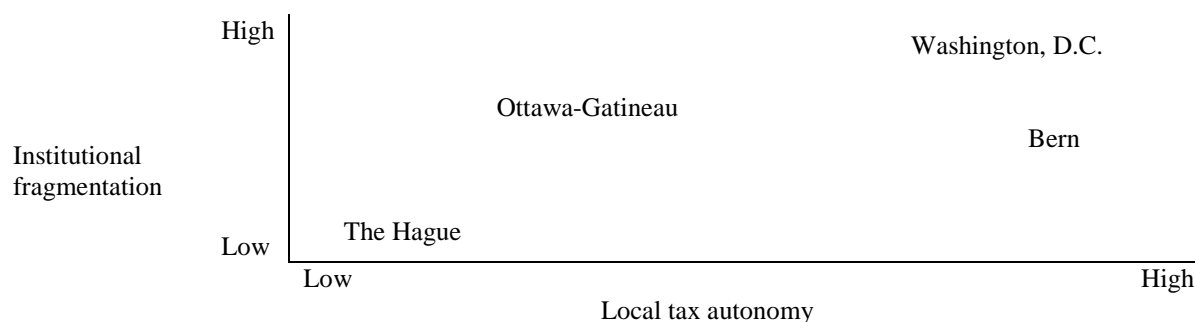 High
Washington, D.C.
Ottawa-Gatineau
Bern
Institutional
fragmentation
The Hague
Low
Low
High
Local tax autonomy